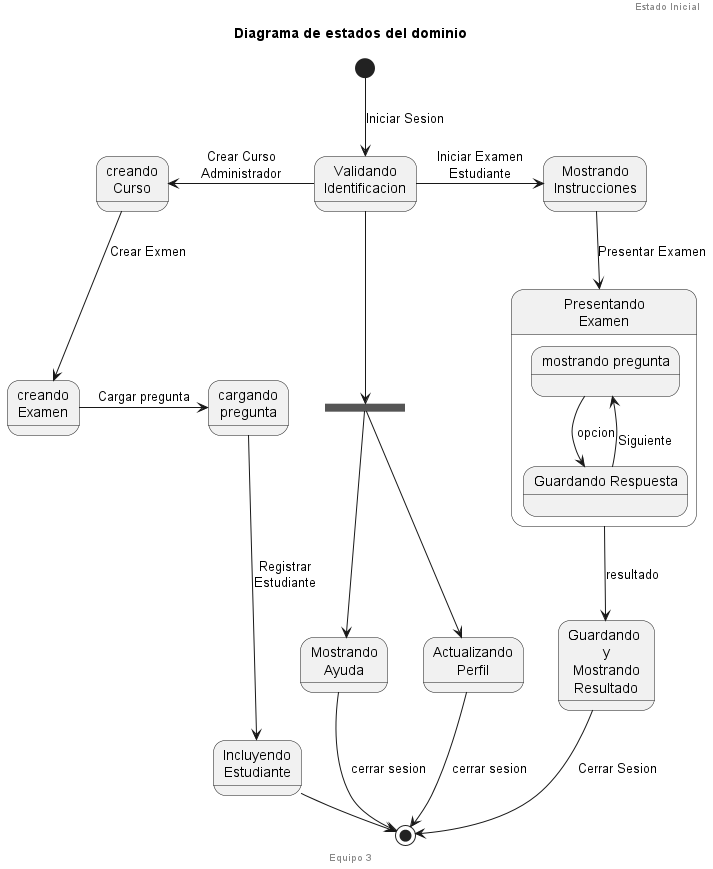 Estado Inicial
Diagrama de estados del dominio
Iniciar Sesion
creando
Curso
Crear Curso
Administrador
Validando
Identificacion
Iniciar Examen
Estudiante
Mostrando
Instrucciones
Crear Exmen
Presentar Examen
Presentando
Examen
mostrando pregunta
opcion
Siguiente
Guardando Respuesta
creando
Examen
Cargar pregunta
cargando
pregunta
Registrar
Estudiante
resultado
Mostrando
Ayuda
Actualizando
Perfil
Guardando
y
Mostrando
Resultado
Incluyendo
Estudiante
cerrar sesion
cerrar sesion
Cerrar Sesion
Equipo 3